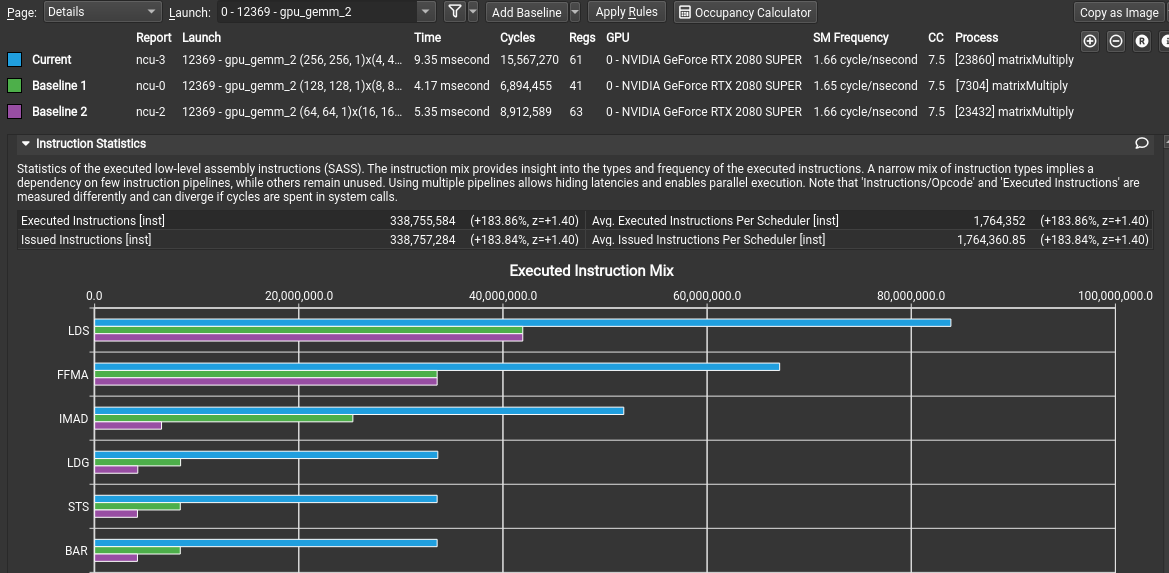 Page: Details Launch: 0 - 12369 - gpu_gemm_2 Add Baseline Apply Rules Occupancy Calculator Copy as Image
Report Launch Time Cycles Regs GPU SM Frequency CC Process
Current ncu-3 12369 - gpu_gemm_2 (256, 256, 1)x(4, 4... 9.35 msecond 15,567,270 61 0 - NVIDIA GeForce RTX 2080 SUPER 1.66 cycle/nsecond 7.5 [23860] matrixMultiply
Baseline 1 ncu-0 12369 - gpu_gemm_2 (128, 128, 1)x(8, 8... 4.17 msecond 6,894,455 41 0 - NVIDIA GeForce RTX 2080 SUPER 1.65 cycle/nsecond 7.5 [7304] matrixMultiply
Baseline 2 ncu-2 12369 - gpu_gemm_2 (64, 64, 1)x(16, 16... 5.35 msecond 8,912,589 63 0 - NVIDIA GeForce RTX 2080 SUPER 1.66 cycle/nsecond 7.5 [23432] matrixMultiply
R
Instruction Statistics
Statistics of the executed low-level assembly instructions (SASS). The instruction mix provides insight into the types and frequency of the executed instructions. A narrow mix of instruction types implies a
dependency on few instruction pipelines, while others remain unused. Using multiple pipelines allows hiding latencies and enables parallel execution. Note that 'Instructions/Opcode' and 'Executed Instructions' are
measured differently and can diverge if cycles are spent in system calls.
Executed Instructions [inst] 338,755,584 (+183.86%, z=+1.40) Avg. Executed Instructions Per Scheduler [inst] 1,764,352 (+183.86%, z=+1.40)
Issued Instructions [inst] 338,757,284 (+183.84%, z=+1.40) Avg. Issued Instructions Per Scheduler [inst] 1,764,360.85 (+183.84%, z=+1.40)
Executed Instruction Mix
0.0 20,000,000.0 40,000,000.0 60,000,000.0 80,000,000.0 100,000,000.0
LDS
FFMA
IMAD
LDG
STS
BAR